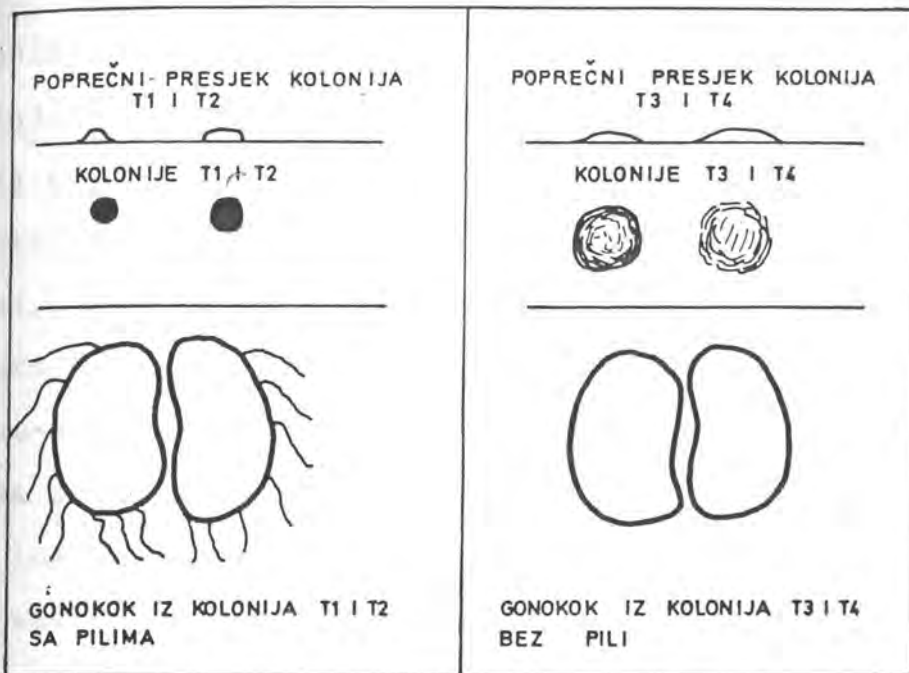 POPREČNI PRESJEK KOLONIJA
T1 I T2
KOLONIJE T1 I T2
GONOKOK IZ KOLONIJA T1 I T2
SA PILIMA
POPREČNI PRESJEK KOLONIJA
T3 I T4
KOLONIJE T3 I T4
GONOKOK IZ KOLONIJA T3 I T4
BEZ PILI